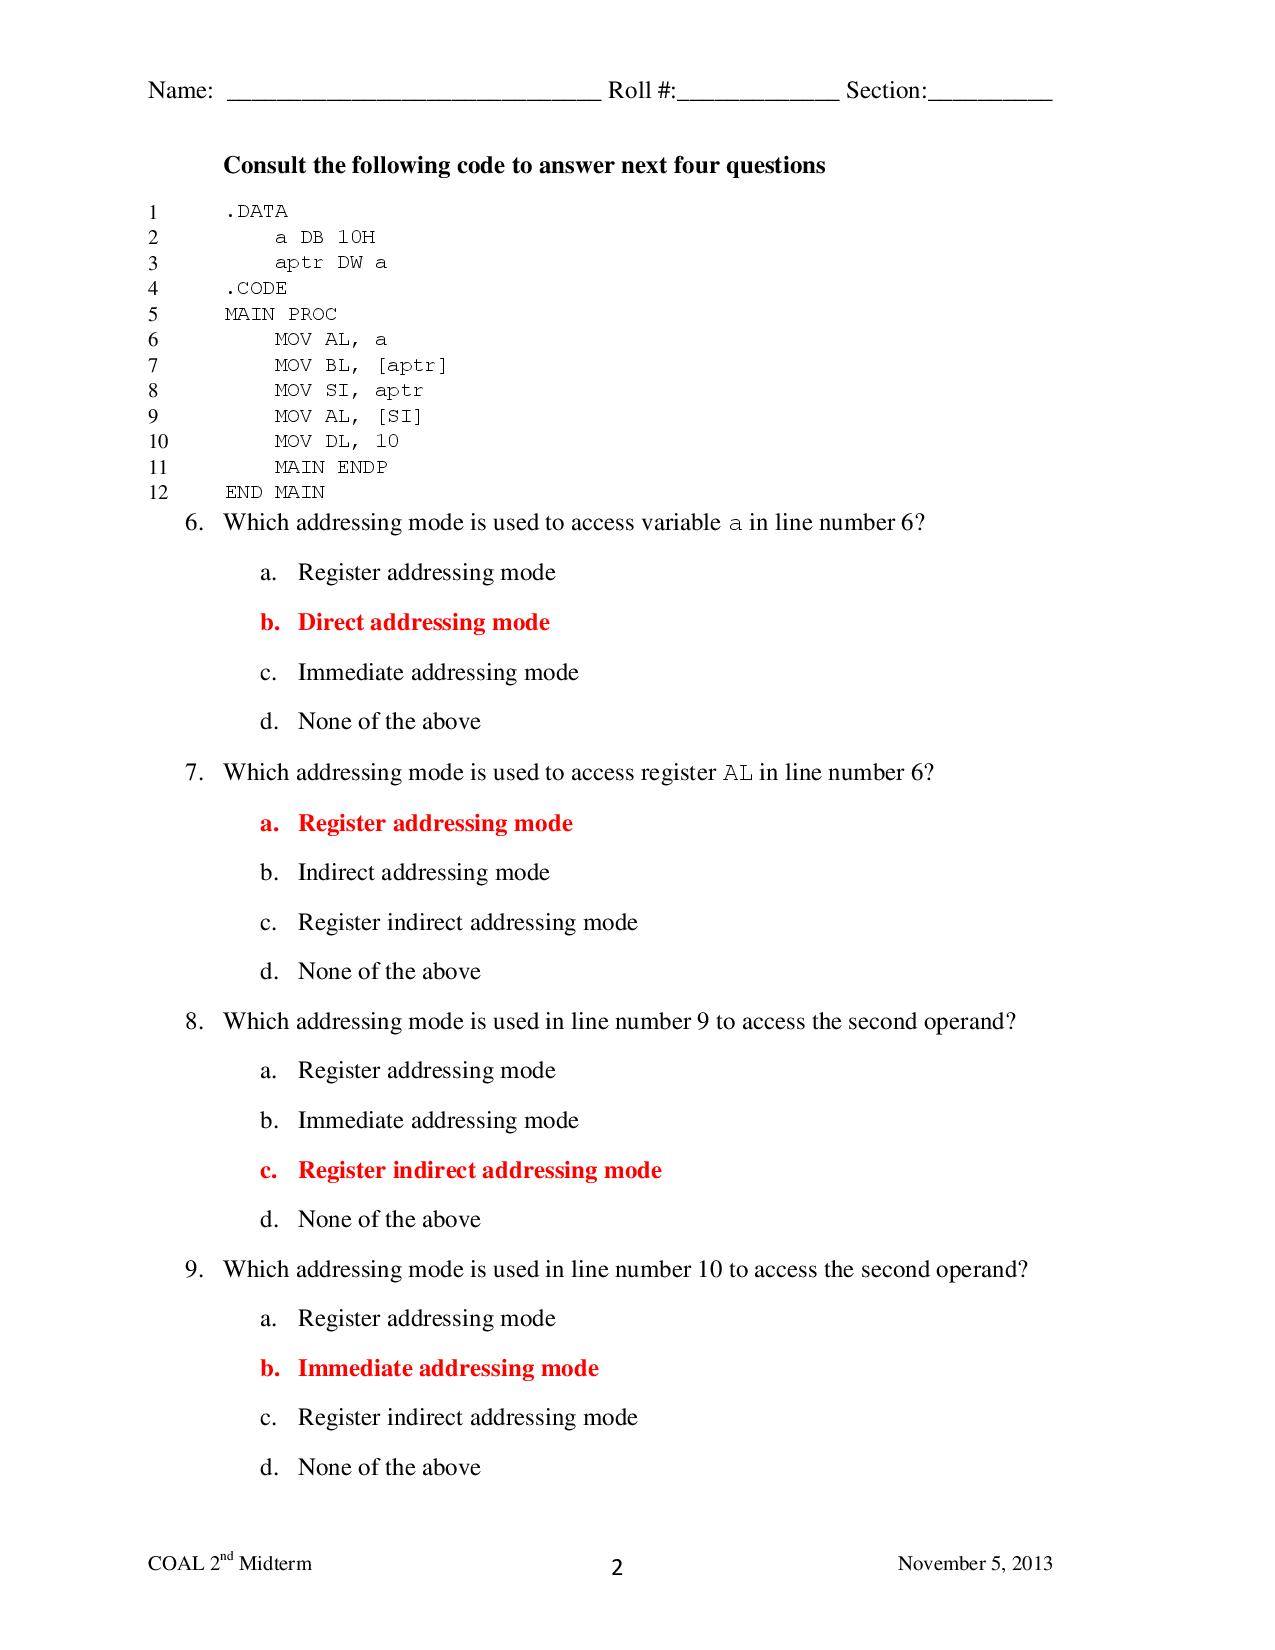 Name: ______________________________ Roll #:_____________ Section:__________
Consult the following code to answer next four questions
1 .DATA
2 a DB 10H
3 aptr DW a
4 .CODE
5 MAIN PROC
6 MOV AL, a
7 MOV BL, [aptr]
8 MOV SI, aptr
9 MOV AL, [SI]
10 MOV DL, 10
11 MAIN ENDP
12 END MAIN
6. Which addressing mode is used to access variable a in line number 6?
a. Register addressing mode
b. Direct addressing mode
c. Immediate addressing mode
d. None of the above
7. Which addressing mode is used to access register AL in line number 6?
a. Register addressing mode
b. Indirect addressing mode
c. Register indirect addressing mode
d. None of the above
8. Which addressing mode is used in line number 9 to access the second operand?
a. Register addressing mode
b. Immediate addressing mode
c. Register indirect addressing mode
d. None of the above
9. Which addressing mode is used in line number 10 to access the second operand?
a. Register addressing mode
b. Immediate addressing mode
c. Register indirect addressing mode
d. None of the above
COAL 2nd Midterm 2 November 5, 2013